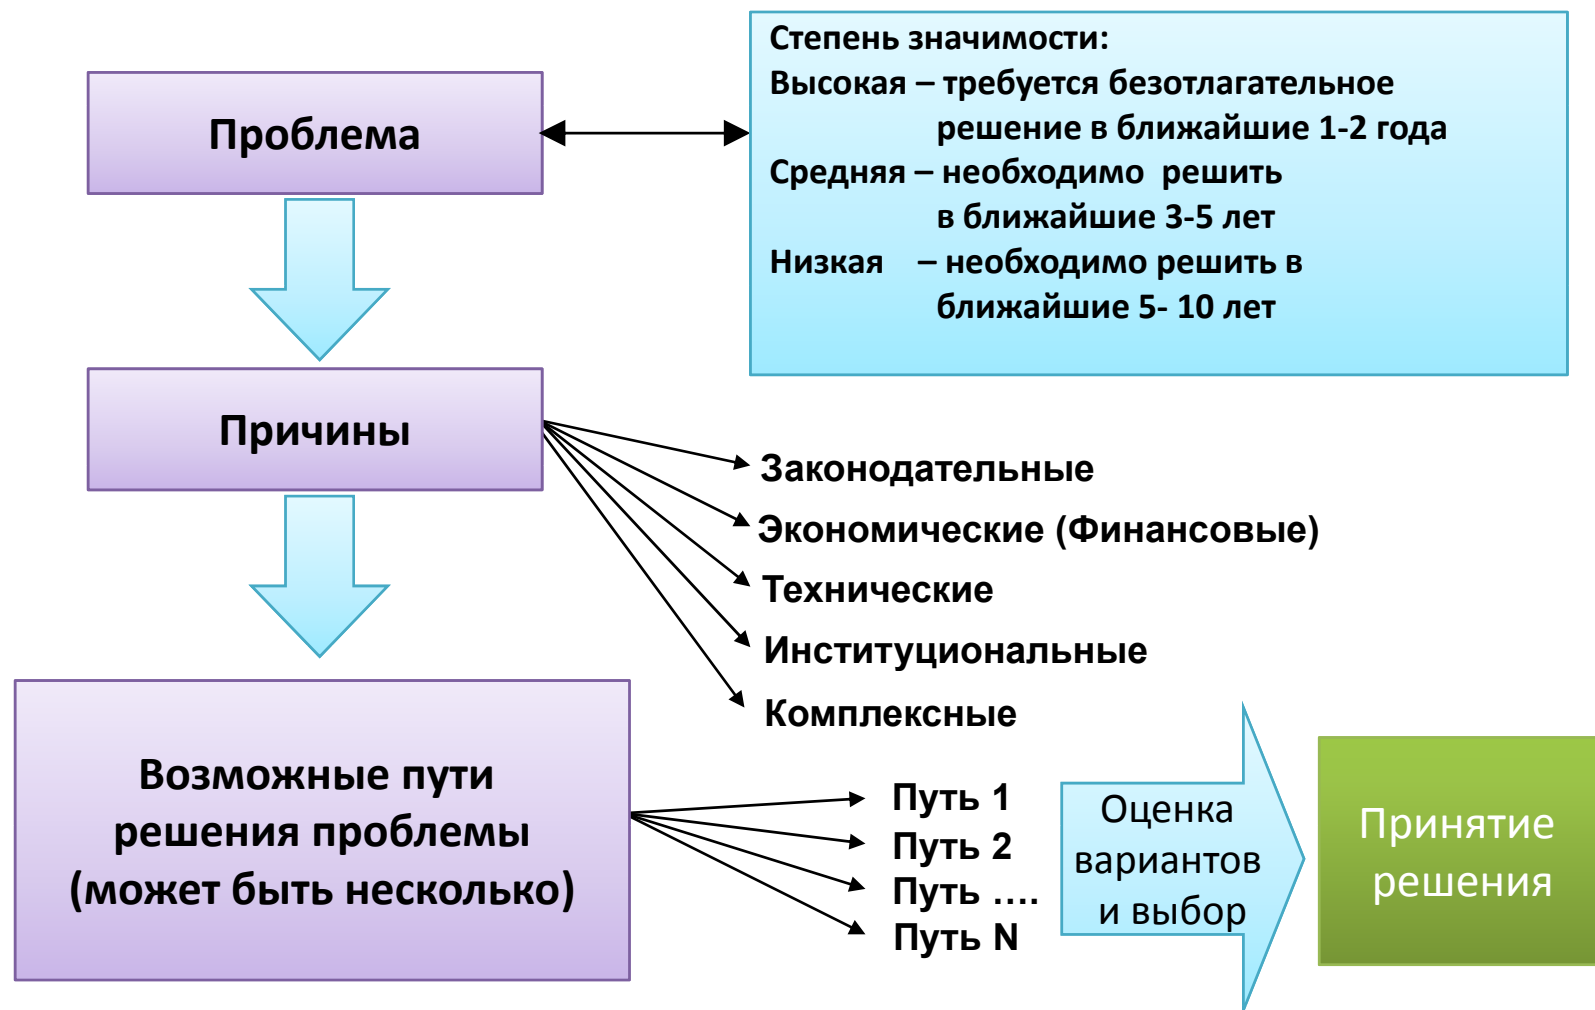 Проблема
Степень значимости:
Высокая – требуется безотлагательное
решение в ближайшие 1-2 года
Средняя – необходимо решить
в ближайшие 3-5 лет
Низкая – необходимо решить в
ближайшие 5- 10 лет
Причины
Законодательные
Экономические (Финансовые)
Технические
Институциональные
Комплексные
Возможные пути
решения проблемы
(может быть несколько)
Путь 1
Путь 2
Путь ....
Путь N
Оценка
вариантов
и выбор
Принятие
решения